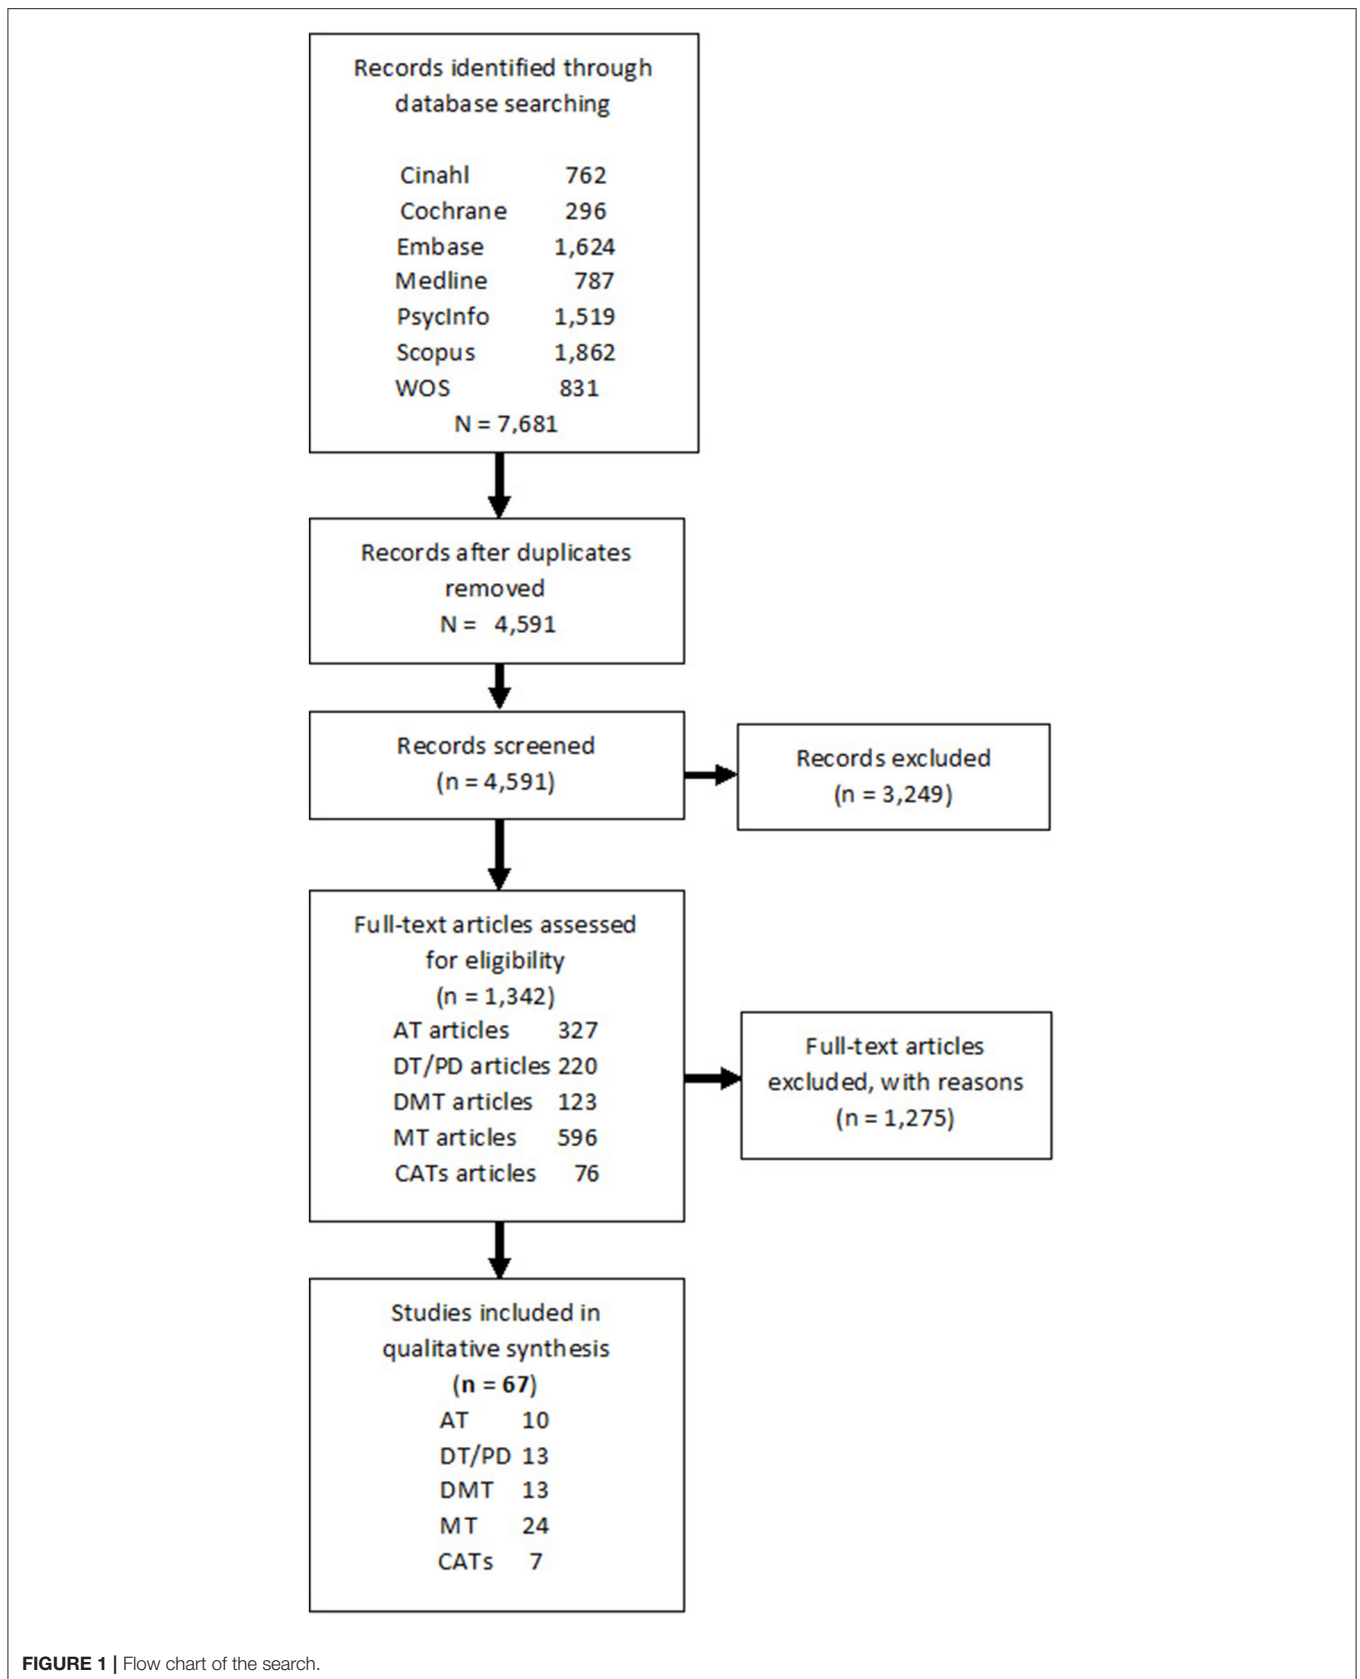 Records identified through
database searching
Cinahl 762
Cochrane 296
Embase 1,624
Medline 787
PsycInfo 1,519
Scopus 1,862
WOS 831
N = 7,681
Records after duplicates
removed
N = 4,591
Records screened
(n = 4,591)
Records excluded
(n = 3,249)
Full-text articles assessed
for eligibility
(n = 1,342)
AT articles 327
DT/PD articles 220
DMT articles 123
MT articles 596
CATs articles 76
Full-text articles
excluded, with reasons
(n = 1,275)
Studies included in
qualitative synthesis
(n = 67)
AT 10
DT/PD 13
DMT 13
MT 24
CATs 7
FIGURE 1 | Flow chart of the search.